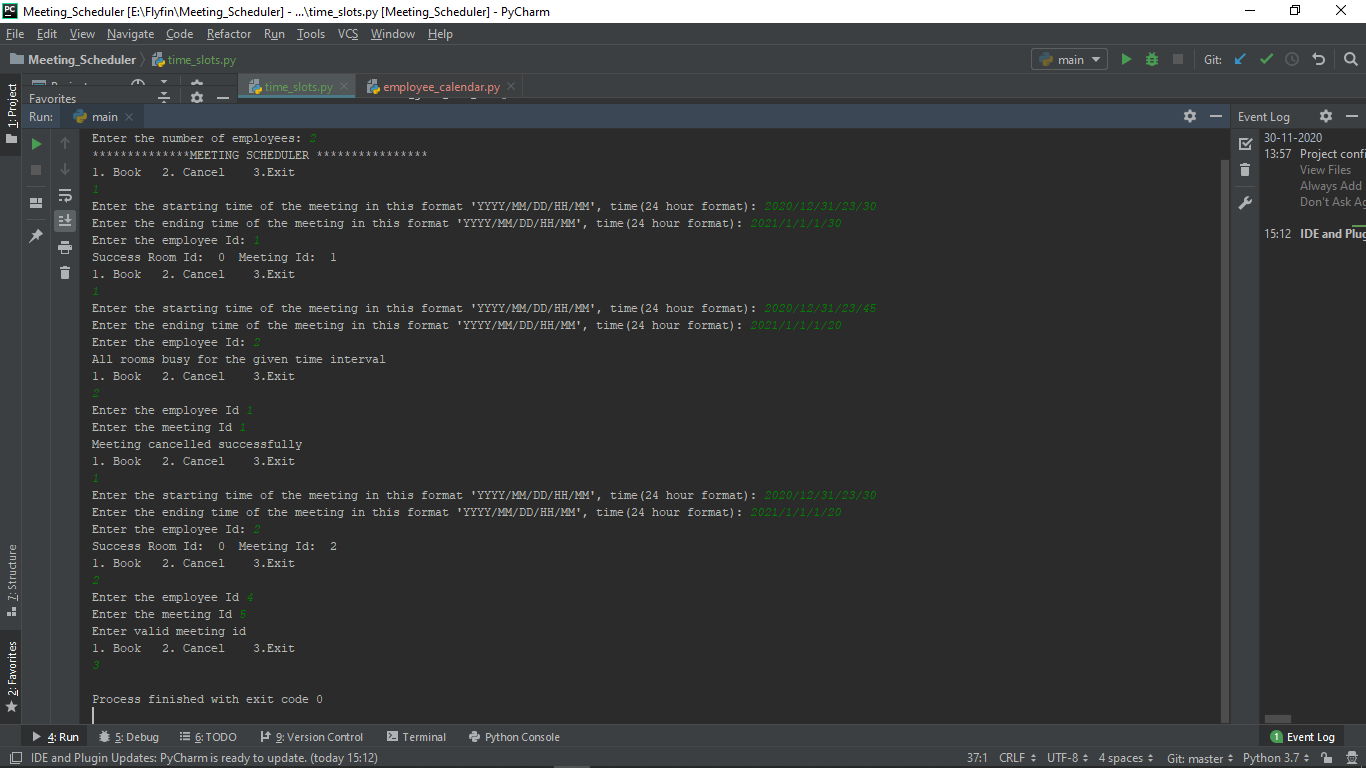 Meeting_Scheduler [E:\Flyfin\Meeting_Scheduler] - ...\time_slots.py [Meeting_Scheduler] - PyCharm
File Edit View Navigate Code Refactor Run Tools VCS Window Help
Meeting_Scheduler time_slots.py main Git:
time_slots.py employee_calendar.py
Favorites
Run: main Event Log
1: Project
7: Structure
2: Favorites
Enter the number of employees: 2
**************MEETING SCHEDULER ****************
1. Book 2. Cancel 3.Exit
1
Enter the starting time of the meeting in this format 'YYYY/MM/DD/HH/MM', time(24 hour format): 2020/12/31/23/30
Enter the ending time of the meeting in this format 'YYYY/MM/DD/HH/MM', time(24 hour format): 2021/1/1/1/30
Enter the employee Id: 1
Success Room Id: 0 Meeting Id: 1
1. Book 2. Cancel 3.Exit
1
Enter the starting time of the meeting in this format 'YYYY/MM/DD/HH/MM', time(24 hour format): 2020/12/31/23/45
Enter the ending time of the meeting in this format 'YYYY/MM/DD/HH/MM', time(24 hour format): 2021/1/1/1/20
Enter the employee Id: 2
All rooms busy for the given time interval
1. Book 2. Cancel 3.Exit
2
Enter the employee Id 1
Enter the meeting Id 1
Meeting cancelled successfully
1. Book 2. Cancel 3.Exit
1
Enter the starting time of the meeting in this format 'YYYY/MM/DD/HH/MM', time(24 hour format): 2020/12/31/23/30
Enter the ending time of the meeting in this format 'YYYY/MM/DD/HH/MM', time(24 hour format): 2021/1/1/1/20
Enter the employee Id: 2
Success Room Id: 0 Meeting Id: 2
1. Book 2. Cancel 3.Exit
2
Enter the employee Id 4
Enter the meeting Id 5
Enter valid meeting id
1. Book 2. Cancel 3.Exit
3
Process finished with exit code 0
30-11-2020
13:57 Project confi
View Files
Always Add
Don't Ask Ag
15:12 IDE and Plug
4: Run 5: Debug 6: TODO 9: Version Control Terminal Python Console 1 Event Log
IDE and Plugin Updates: PyCharm is ready to update. (today 15:12) 37:1 CRLF UTF-8 4 spaces Git: master Python 3.7